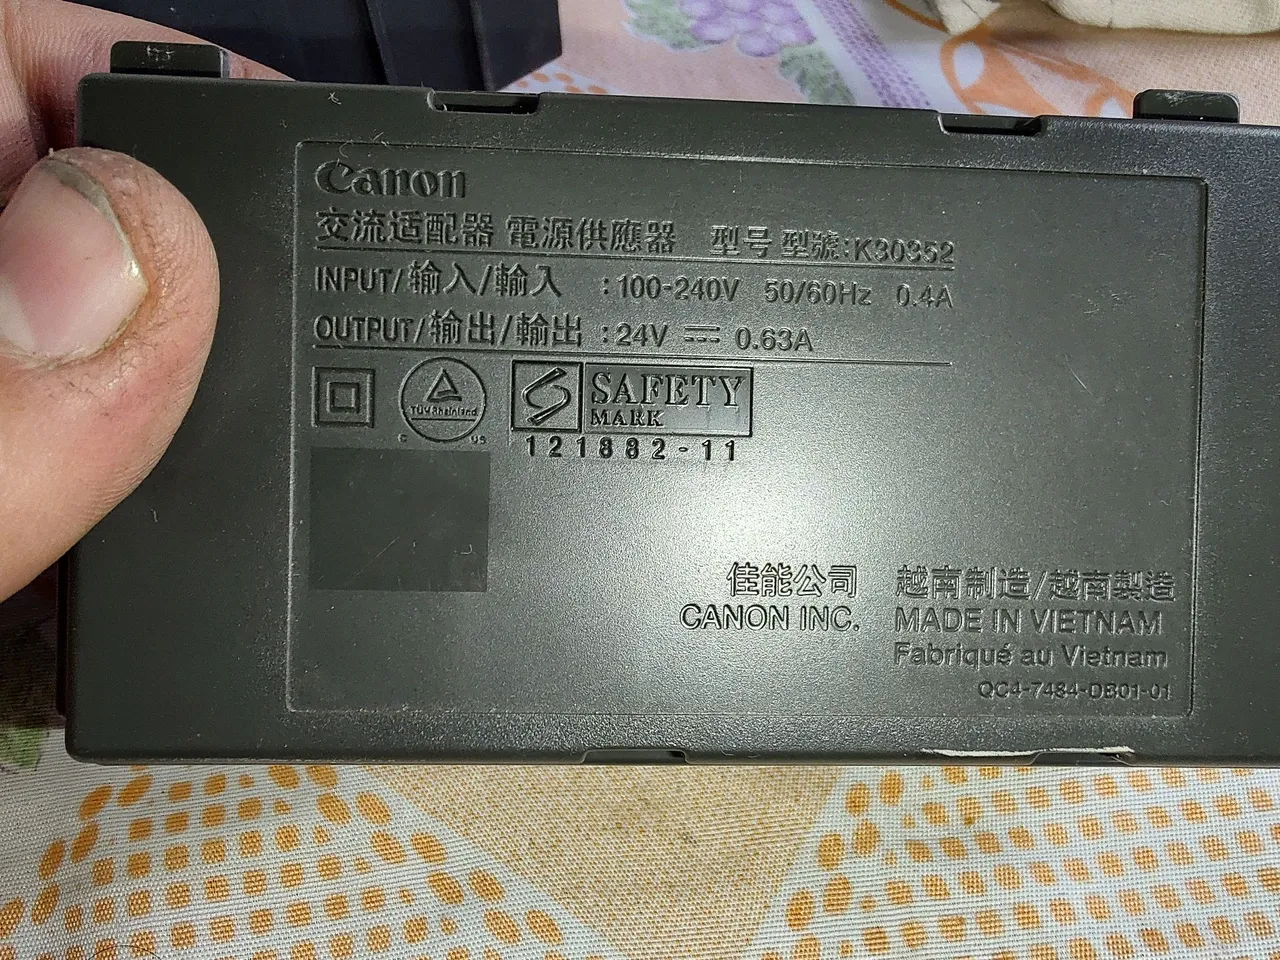 Canon
交流适配器 電源供應器 型号 型號:K30352
INPUT/输入/輸入 :100-240V 50/60Hz 0.4A
OUTPUT/输出/輸出 :24V ⎓ 0.63A
TÜVRheinland
C US
SAFETY
MARK
121882-11
佳能公司
CANON INC.
越南制造/越南製造
MADE IN VIETNAM
Fabriqué au Vietnam
QC4-7484-DB01-01